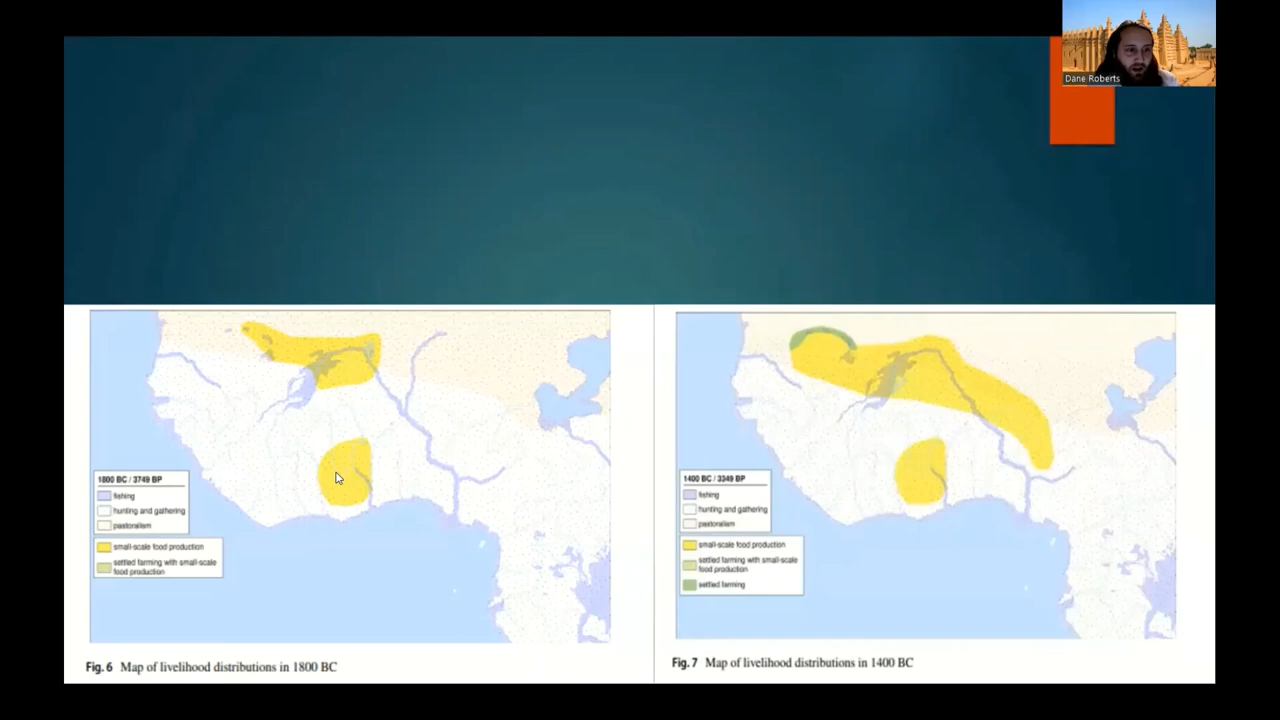 Dane Roberts
1800 BC / 3749 BP
fishing
hunting and gathering
pastoralism
small-scale food production
settled farming with small-scale
food production
Fig. 6 Map of livelihood distributions in 1800 BC
1400 BC / 3349 BP
fishing
hunting and gathering
pastoralism
small-scale food production
settled farming with small-scale
food production
settled farming
Fig. 7 Map of livelihood distributions in 1400 BC